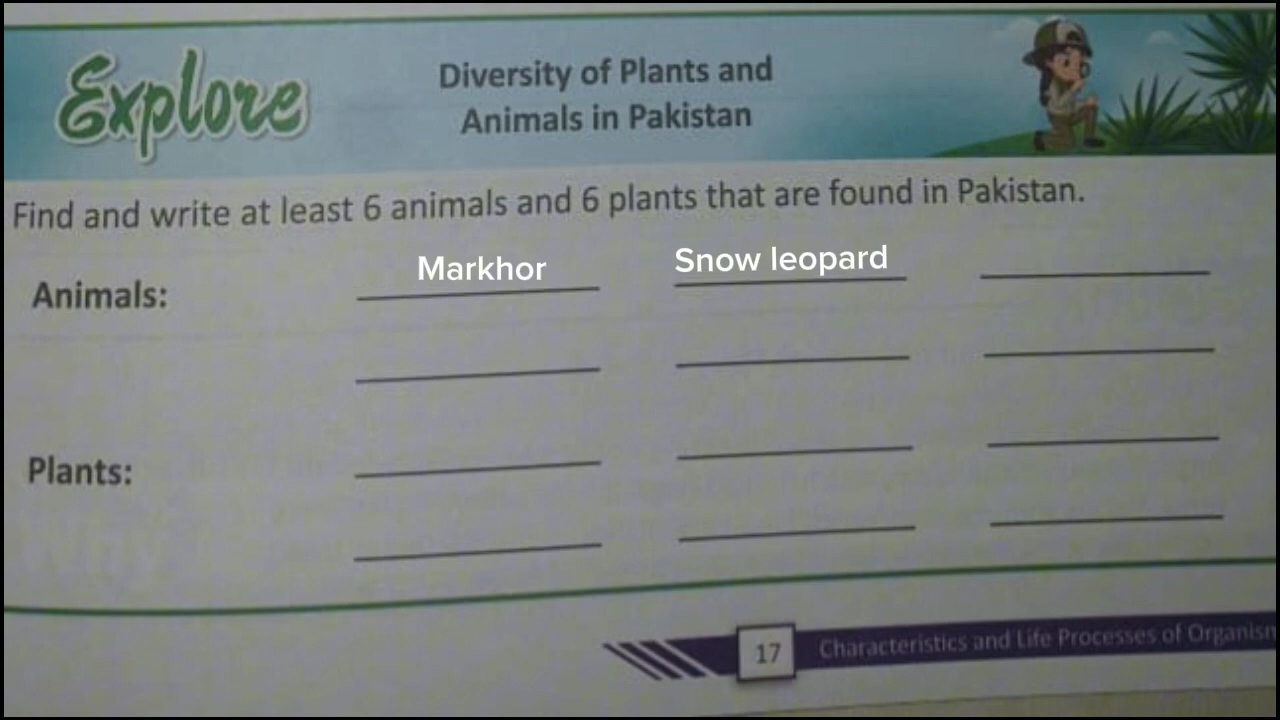 Explore
Diversity of Plants and
Animals in Pakistan
Find and write at least 6 animals and 6 plants that are found in Pakistan.
Animals: Markhor Snow leopard
Plants:
17 Characteristics and Life Processes of Organism